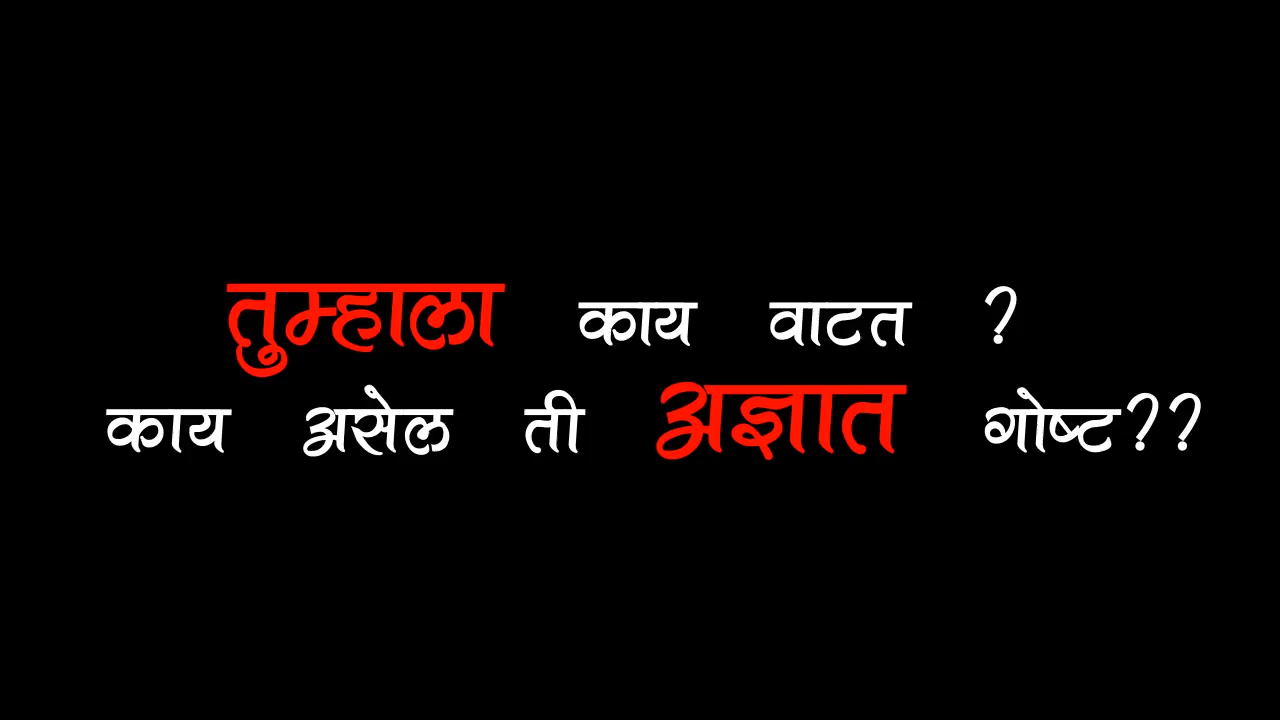 तुम्हाला काय वाटत ?
काय असेल ती अज्ञात गोष्ट??